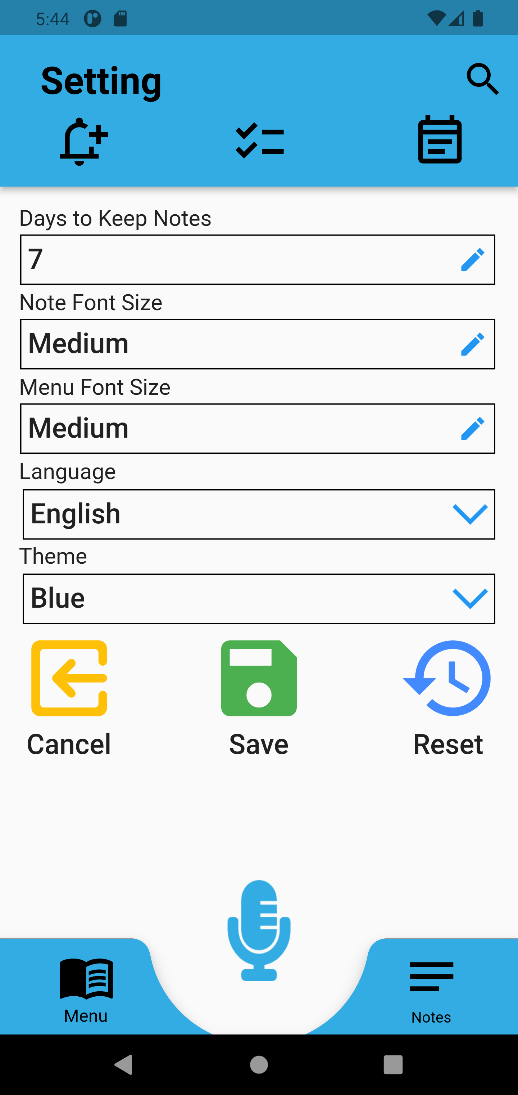 5:44
Setting
Days to Keep Notes
7
Note Font Size
Medium
Menu Font Size
Medium
Language
English
Theme
Blue
Cancel Save Reset
Menu Notes